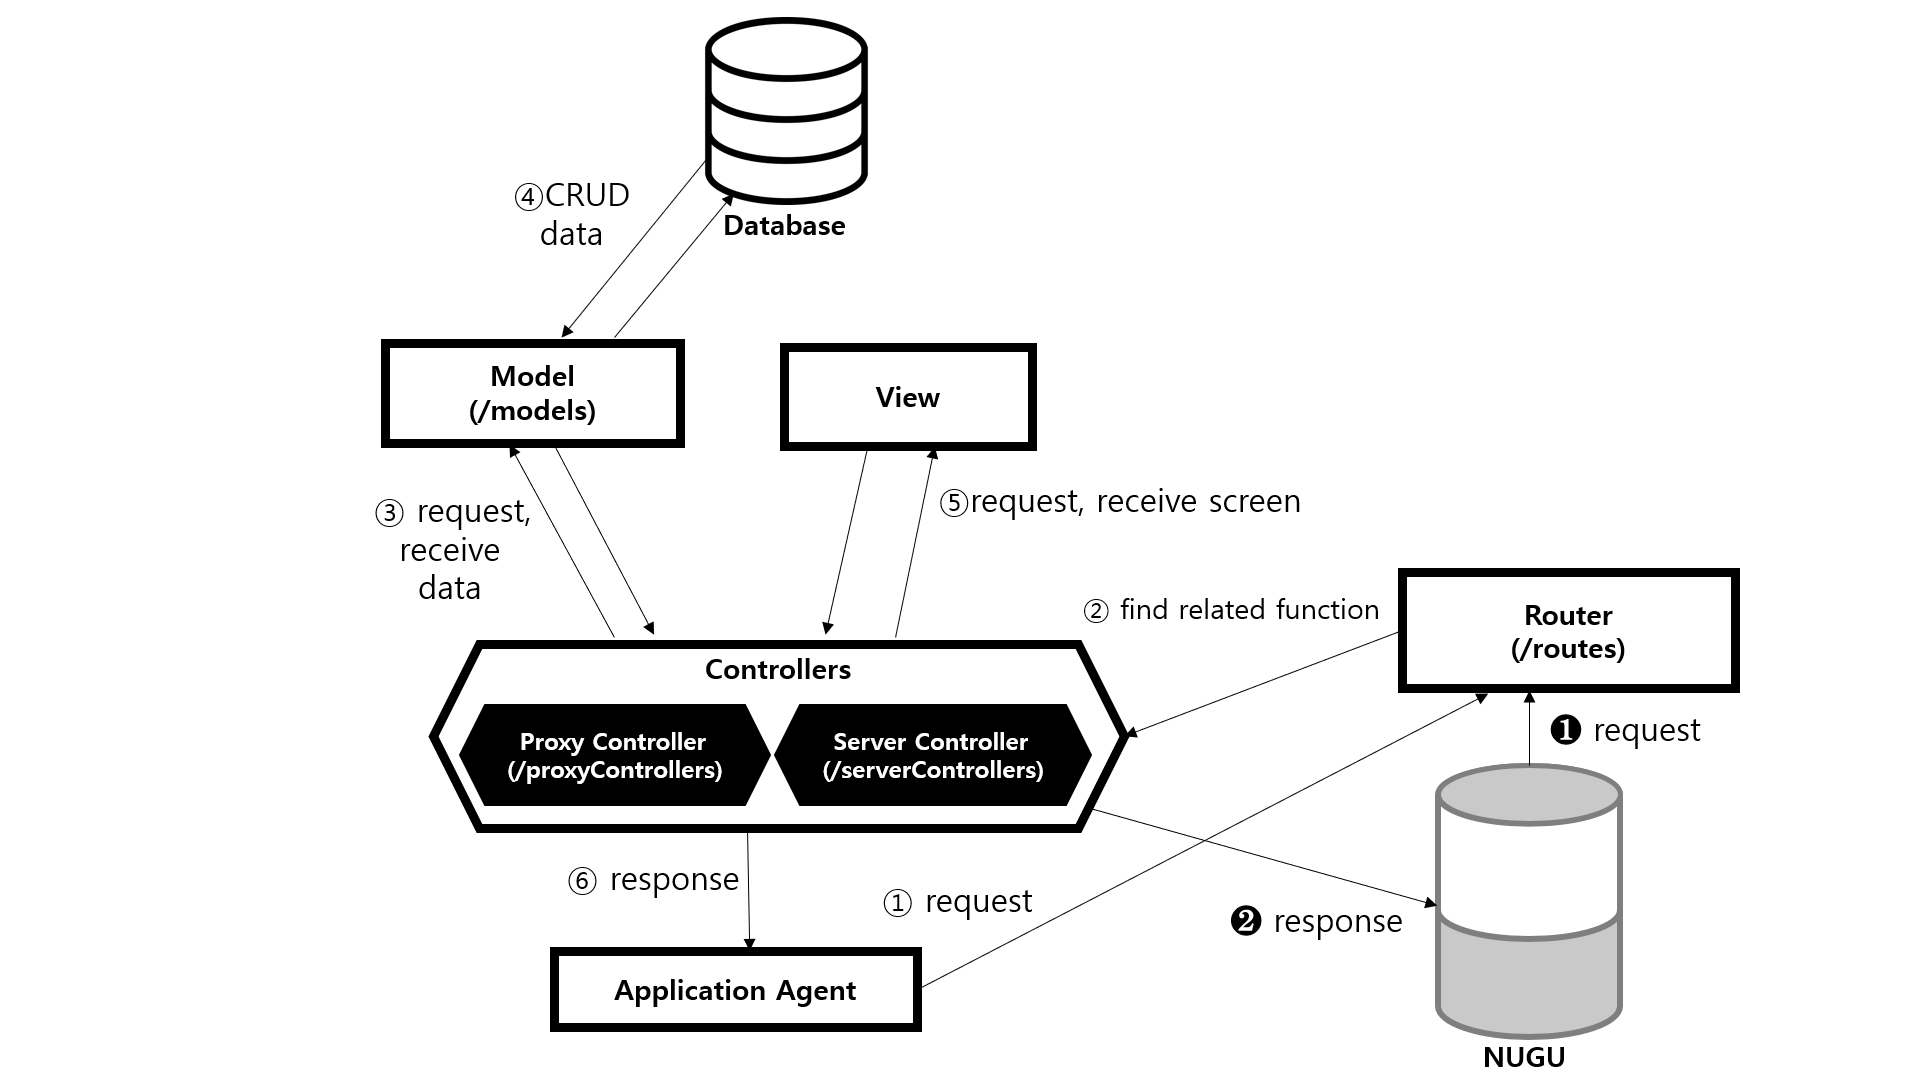 Database
④CRUD
data
Model
(/models)
View
③ request,
receive
data
⑤request, receive screen
② find related function
Router
(/routes)
Controllers
Proxy Controller
(/proxyControllers)
Server Controller
(/serverControllers)
❶ request
⑥ response
① request
❷ response
Application Agent
NUGU